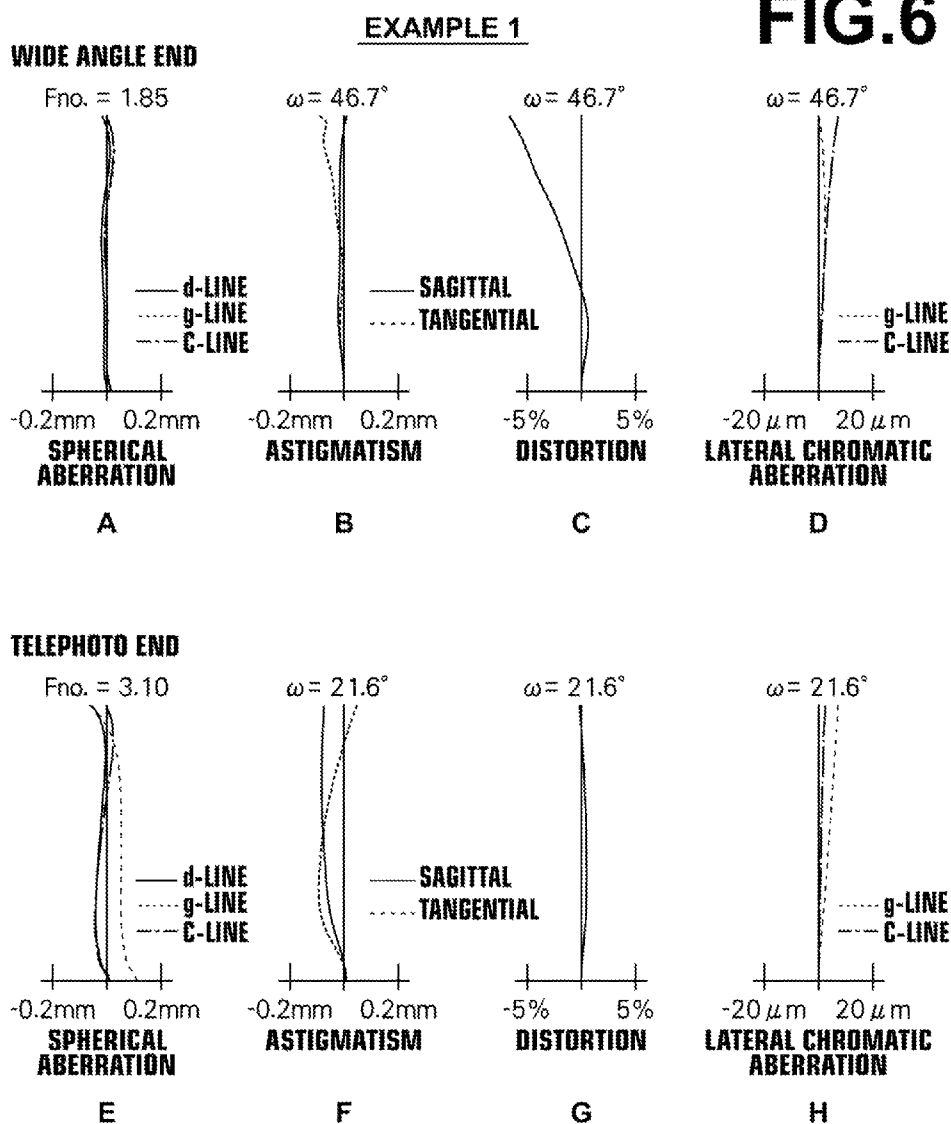 EXAMPLE 1
FIG.6
WIDE ANGLE END
Fno. = 1.85
ω= 46.7°
ω= 46.7°
ω= 46.7°
d-LINE
g-LINE
C-LINE
SAGITTAL
TANGENTIAL
g-LINE
C-LINE
-0.2mm 0.2mm
-0.2mm 0.2mm
-5% 5%
-20 μm 20 μm
SPHERICAL
ABERRATION
ASTIGMATISM
DISTORTION
LATERAL CHROMATIC
ABERRATION
A
B
C
D
TELEPHOTO END
Fno. = 3.10
ω= 21.6°
ω= 21.6°
ω= 21.6°
d-LINE
g-LINE
C-LINE
SAGITTAL
TANGENTIAL
g-LINE
C-LINE
-0.2mm 0.2mm
-0.2mm 0.2mm
-5% 5%
-20 μm 20 μm
SPHERICAL
ABERRATION
ASTIGMATISM
DISTORTION
LATERAL CHROMATIC
ABERRATION
E
F
G
H